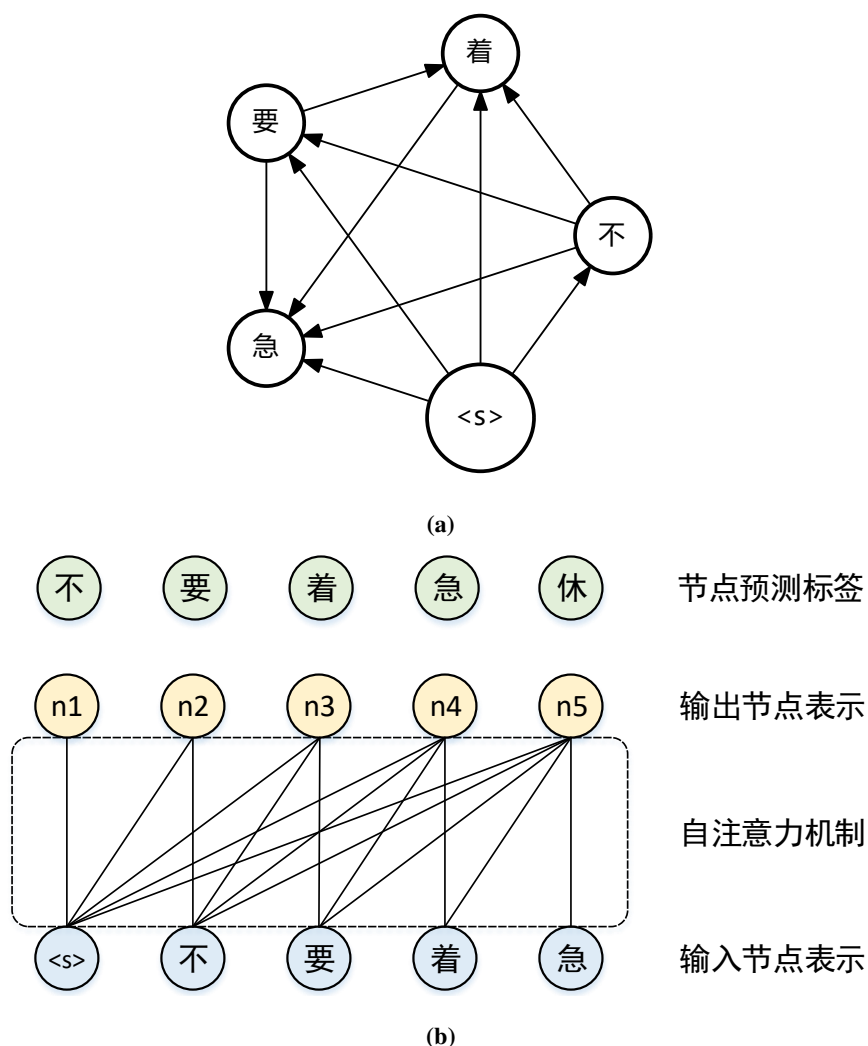 着
要
不
急
<s>
(a)
不 要 着 急 休 节点预测标签
n1 n2 n3 n4 n5 输出节点表示
自注意力机制
<s> 不 要 着 急 输入节点表示
(b)